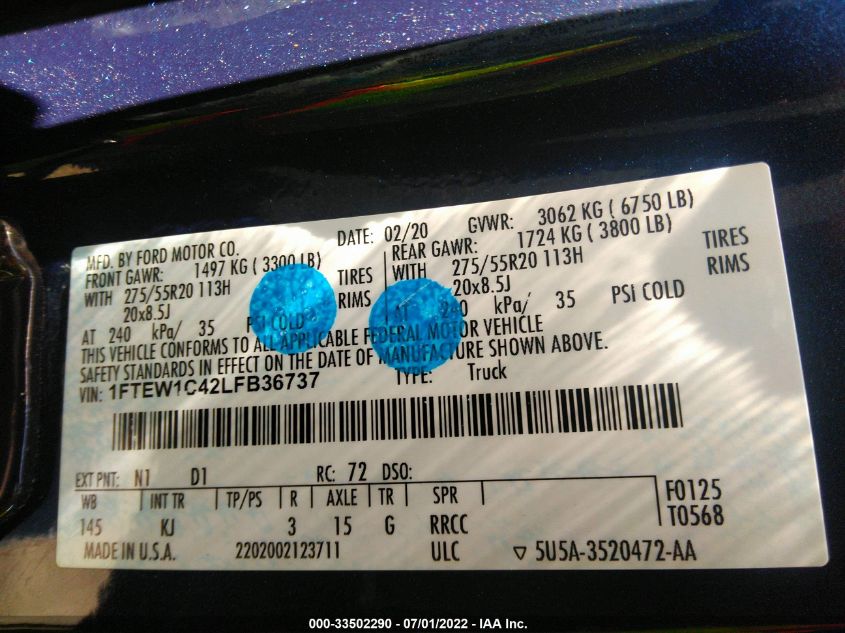 MFD. BY FORD MOTOR CO. DATE: 02/20 GVWR: 3062 KG ( 6750 LB)
FRONT GAWR: 1497 KG ( 3300 LB) REAR GAWR: 1724 KG ( 3800 LB)
WITH 275/55R20 113H TIRES WITH 275/55R20 113H TIRES
20x8.5J RIMS 20x8.5J RIMS
AT 240 kPa/ 35 PSI COLD AT 240 kPa/ 35 PSI COLD
THIS VEHICLE CONFORMS TO ALL APPLICABLE FEDERAL MOTOR VEHICLE
SAFETY STANDARDS IN EFFECT ON THE DATE OF MANUFACTURE SHOWN ABOVE.
VIN: 1FTEW1C42LFB36737 TYPE: Truck
EXT PNT: N1 D1 RC: 72 DSO:
WB INT TR TP/PS R AXLE TR SPR F0125
145 KJ 3 15 G RRCC T0568
MADE IN U.S.A. 2202002123711 ULC ▽ 5U5A-3520472-AA
000-33502290 - 07/01/2022 - IAA Inc.